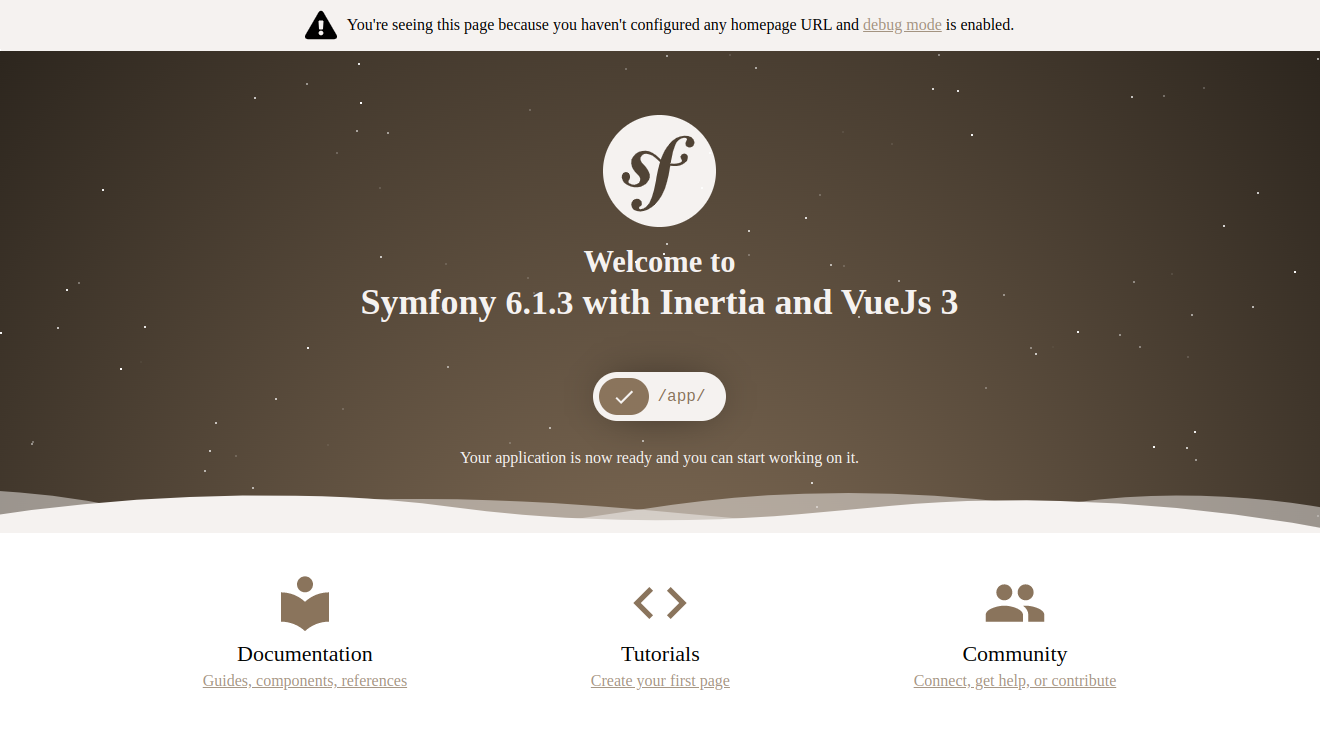 You're seeing this page because you haven't configured any homepage URL and debug mode is enabled.
sf
Welcome to
Symfony 6.1.3 with Inertia and VueJs 3
/app/
Your application is now ready and you can start working on it.
Documentation
Tutorials
Community
Guides, components, references
Create your first page
Connect, get help, or contribute